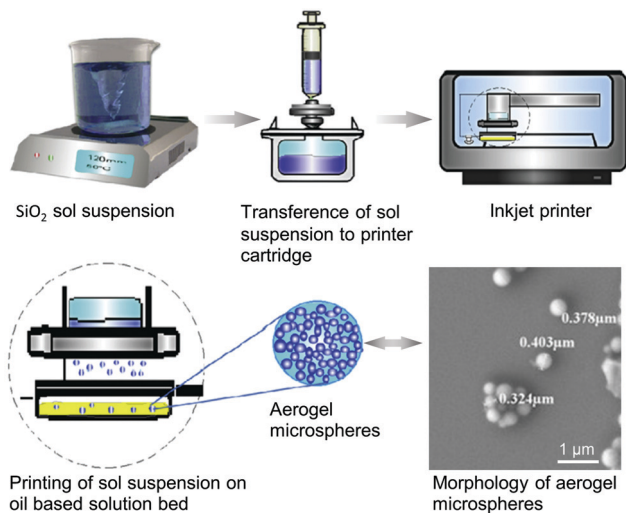 120mm
60°C
SiO₂ sol suspension
Transference of sol
suspension to printer
cartridge
Inkjet printer
Printing of sol suspension on
oil based solution bed
Aerogel
microspheres
0.378μm
0.403μm
0.324μm
1 μm
Morphology of aerogel
microspheres